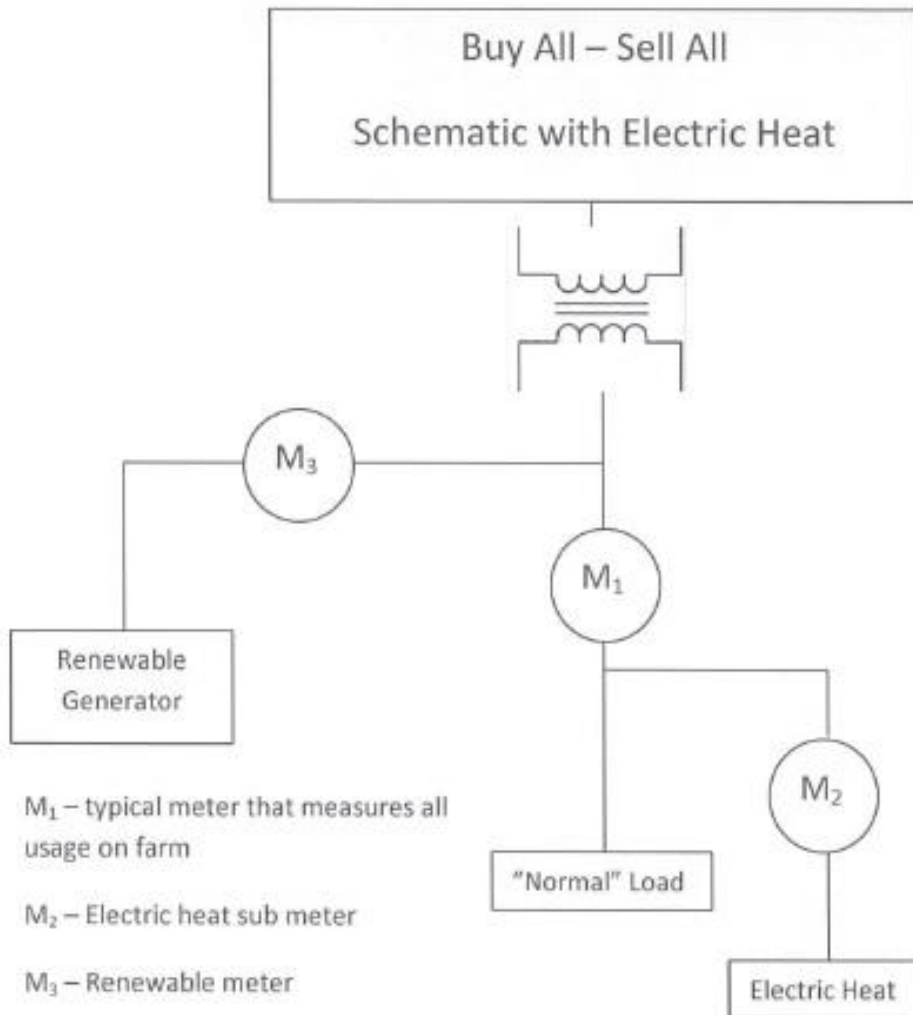 Buy All – Sell All
Schematic with Electric Heat
M₃
M₁
Renewable
Generator
M₂
M₁ – typical meter that measures all
usage on farm
"Normal" Load
M₂ – Electric heat sub meter
M₃ – Renewable meter
Electric Heat